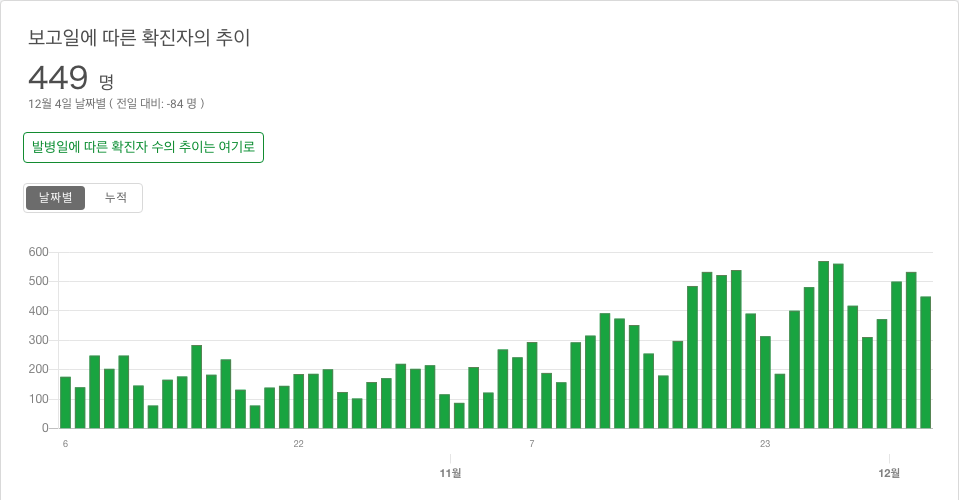 보고일에 따른 확진자의 추이
449 명
12월 4일 날짜별 ( 전일 대비: -84 명 )
발병일에 따른 확진자 수의 추이는 여기로
날짜별 누적
600
500
400
300
200
100
0
6 22 7 23
11월 12월